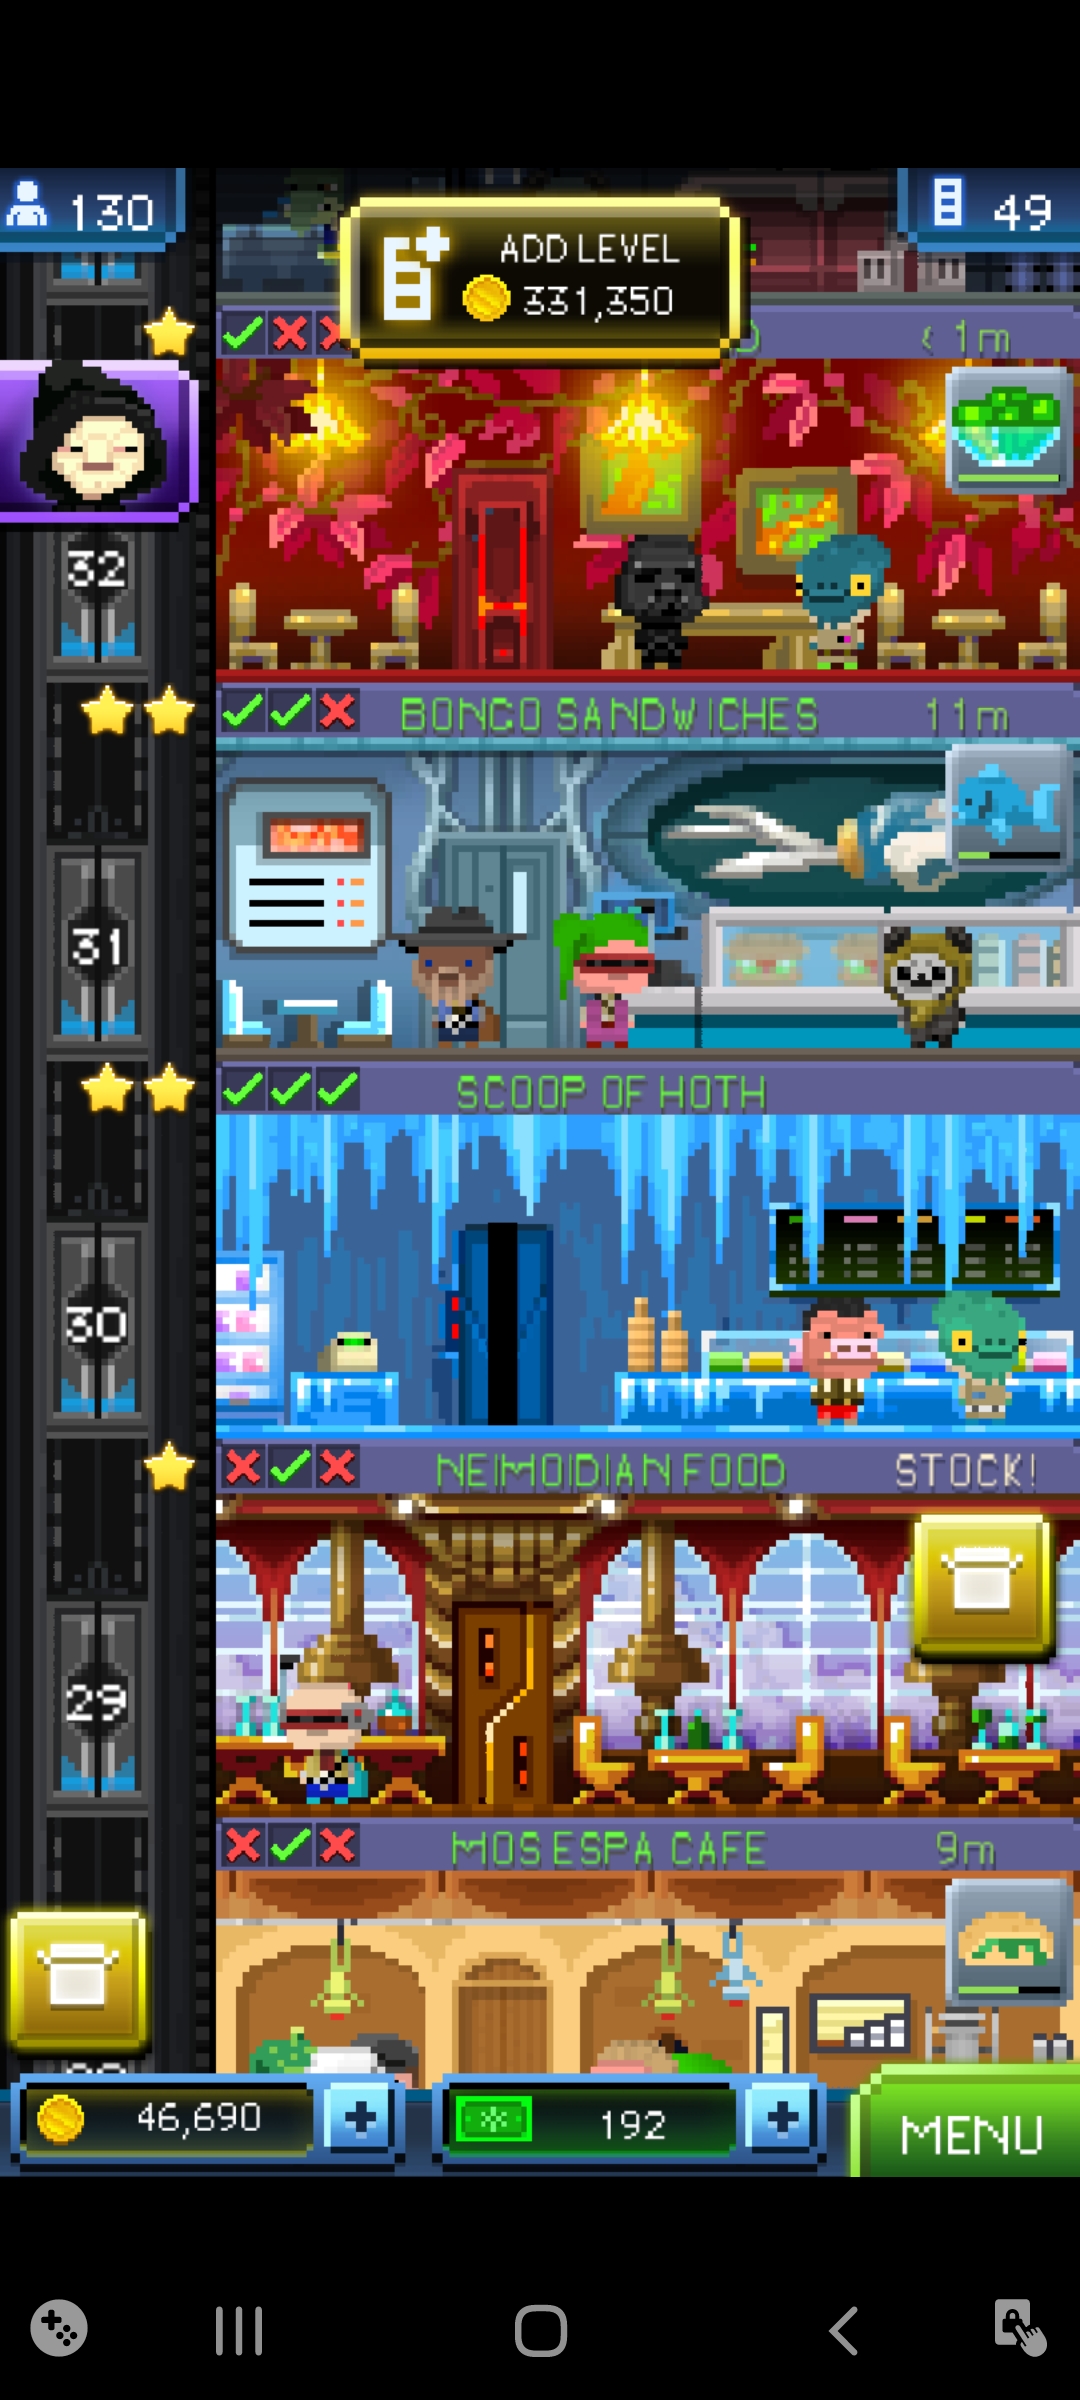 130
49
ADD LEVEL
331,350
< 1m
32
BONGO SANDWICHES 11m
31
SCOOP OF HOTH
30
NEIMOIDIAN FOOD STOCK!
29
MOS ESPA CAFE 9m
46,690
192
MENU